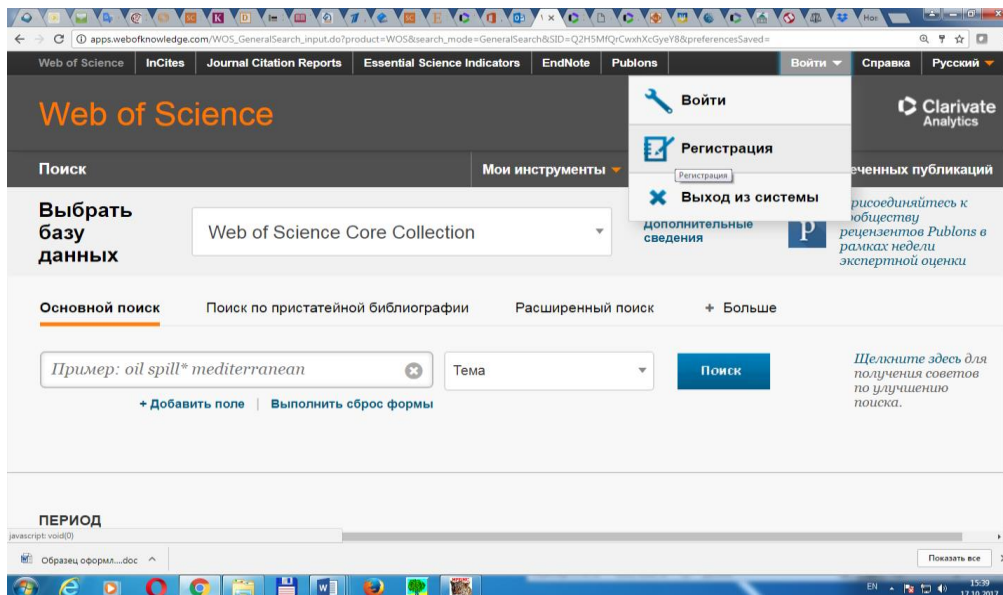 apps.webofknowledge.com/WOS_GeneralSearch_input.do?product=WOS&search_mode=GeneralSearch&SID=Q2H5MfQrCwxhXcGyeY8&preferencesSaved=
Web of Science InCites Journal Citation Reports Essential Science Indicators EndNote Publons Войти Справка Русский
Web of Science
Войти
Clarivate
Analytics
Регистрация
Регистрация
Выход из системы
Поиск Мои инструменты еченных публикаций
Выбрать
базу
данных
Web of Science Core Collection
Дополнительные
сведения
P
рисоединяйтесь к
ообществу
рецензентов Publons в
рамках недели
экспертной оценки
Основной поиск Поиск по пристатейной библиографии Расширенный поиск + Больше
Пример: oil spill* mediterranean Тема Поиск
Щелкните здесь для
получения советов
по улучшению
поиска.
+ Добавить поле | Выполнить сброс формы
ПЕРИОД
javascript: void(0)
Образец оформл....doc Показать все
EN 15:39
17.10.2017